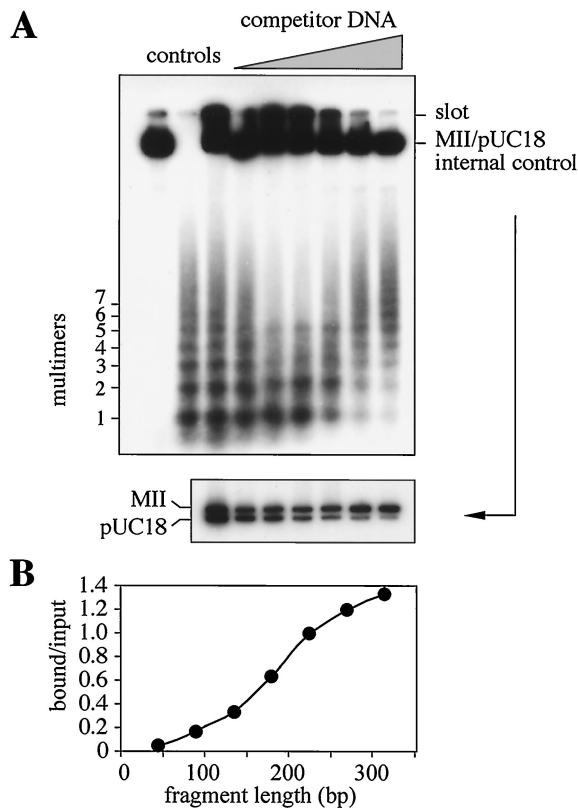 A
competitor DNA
controls
slot
MII/pUC18
internal control
multimers
7
6
5
4
3
2
1
MII
pUC18
B
bound/input
1.4
1.2
1.0
0.8
0.6
0.4
0.2
0
0 100 200 300
fragment length (bp)